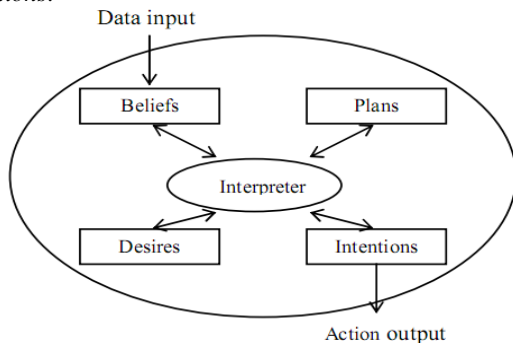 Data input
Beliefs
Plans
Interpreter
Desires
Intentions
Action output